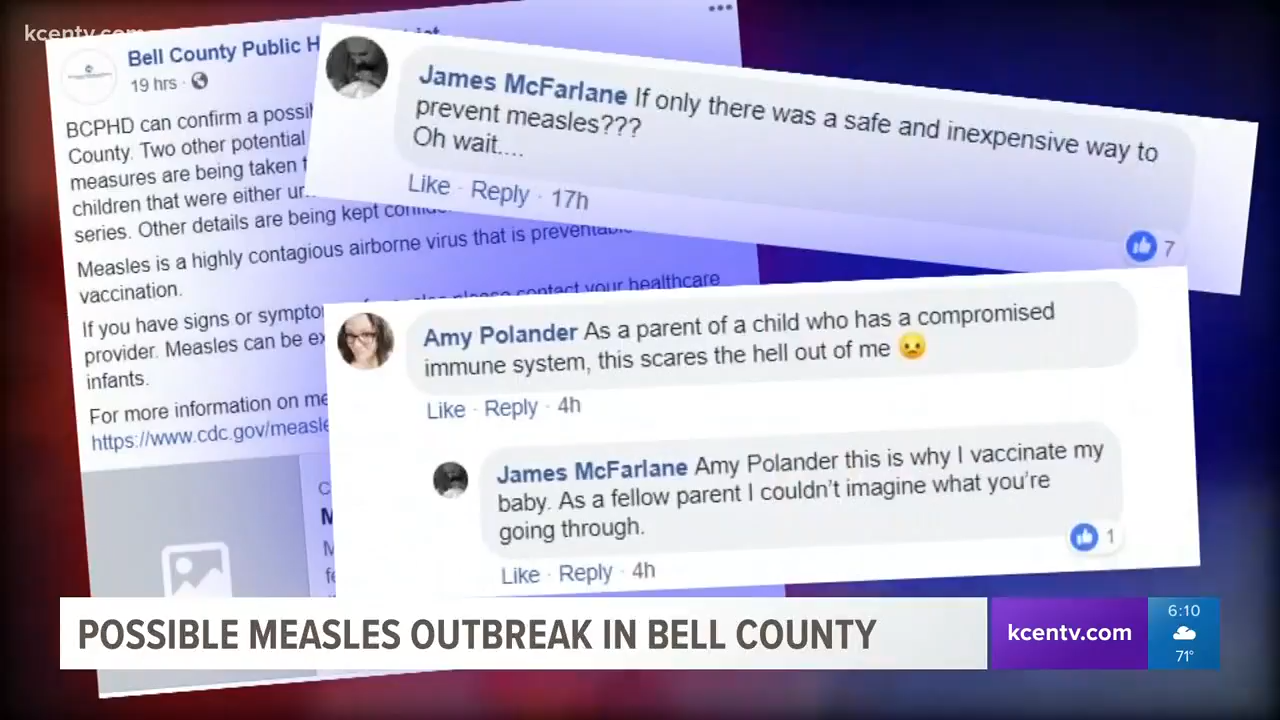 kcentv.com
Bell County Public H
19 hrs
BCPHD can confirm a possi
County. Two other potential
measures are being taken
children that were either
series. Other details are being kept
Measles is a highly contagious airborne virus that is
vaccination.
If you have signs or sympto contact your healthcare
provider. Measles can be
infants.
For more information on
https://www.cdc.gov/measle
James McFarlane If only there was a safe and inexpensive way to
prevent measles???
Oh wait....
Like · Reply · 17h
7
Amy Polander As a parent of a child who has a compromised
immune system, this scares the hell out of me 😟
Like · Reply · 4h
James McFarlane Amy Polander this is why I vaccinate my
baby. As a fellow parent I couldn't imagine what you're
going through.
1
Like · Reply · 4h
POSSIBLE MEASLES OUTBREAK IN BELL COUNTY
kcentv.com
6:10
71°